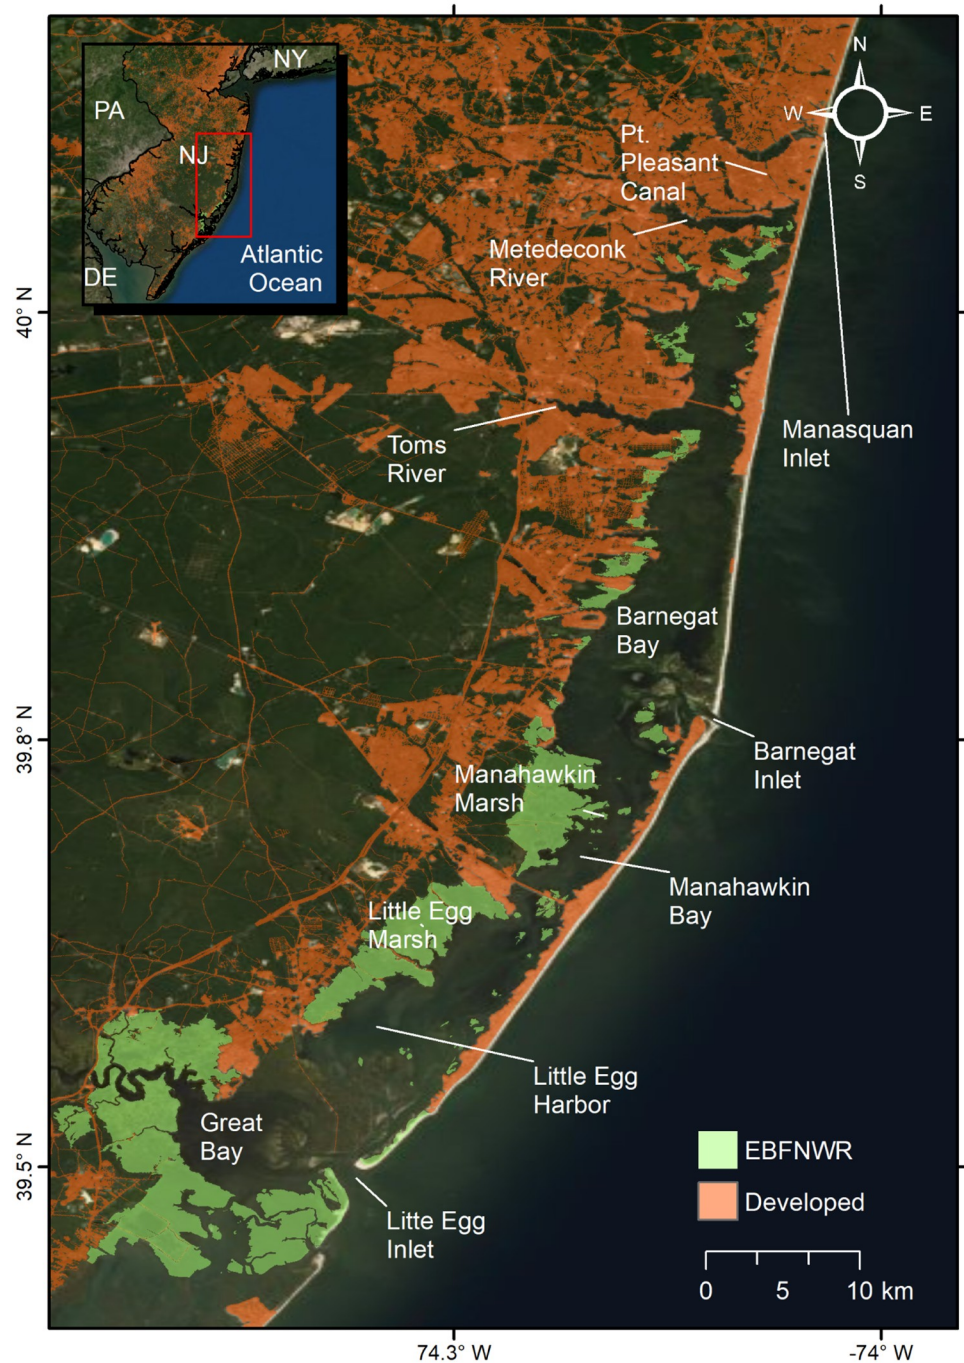 NY
PA
NJ
DE
Atlantic
Ocean
N
W
E
S
Pt.
Pleasant
Canal
Metedeconk
River
40° N
Toms
River
Manasquan
Inlet
Barnegat
Bay
39.8° N
Barnegat
Inlet
Manahawkin
Marsh
Manahawkin
Bay
Little Egg
Marsh
Little Egg
Harbor
Great
Bay
39.5° N
Litte Egg
Inlet
EBFNWR
Developed
0 5 10 km
74.3° W
-74° W